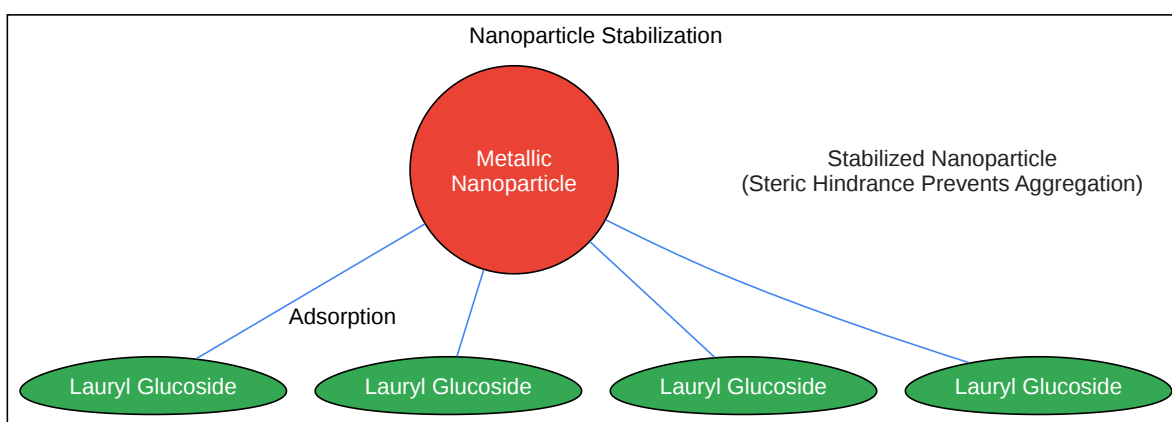 Nanoparticle Stabilization
Metallic
Nanoparticle
Stabilized Nanoparticle
(Steric Hindrance Prevents Aggregation)
Adsorption
Lauryl Glucoside
Lauryl Glucoside
Lauryl Glucoside
Lauryl Glucoside